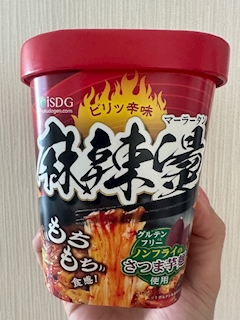 ISDG
ピリッ辛味
マーラータン
麻辣湯
もち
もち
食感！
グルテン
フリー
ノンフライの
さつま芋麺
使用